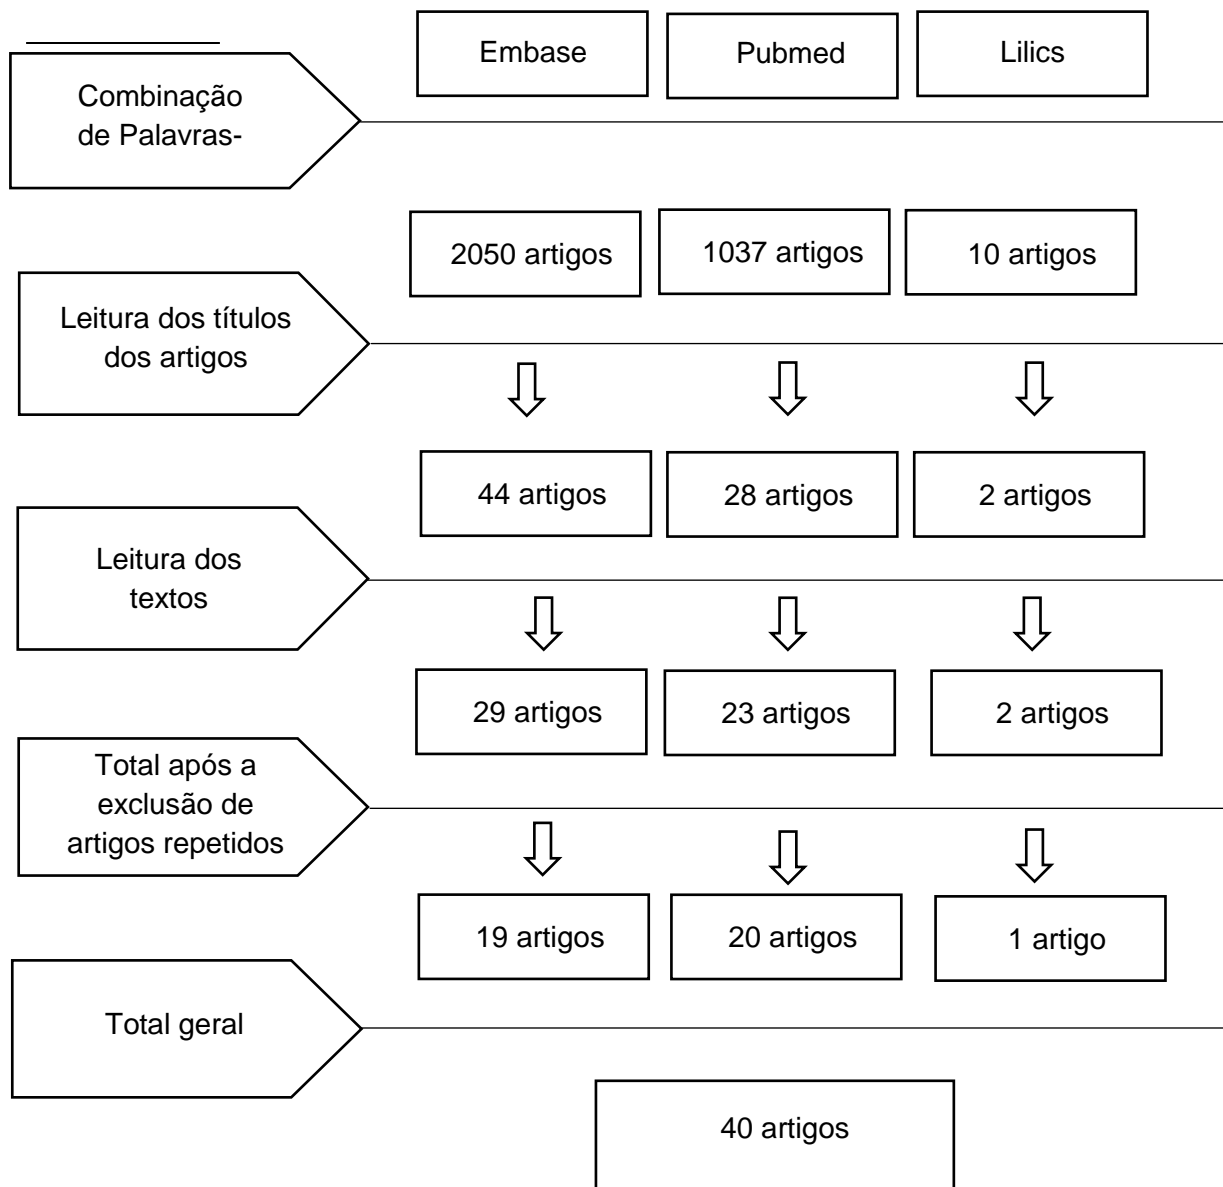 Embase
Pubmed
Lilics
Combinação
de Palavras-
2050 artigos
1037 artigos
10 artigos
Leitura dos títulos
dos artigos
44 artigos
28 artigos
2 artigos
Leitura dos
textos
29 artigos
23 artigos
2 artigos
Total após a
exclusão de
artigos repetidos
19 artigos
20 artigos
1 artigo
Total geral
40 artigos